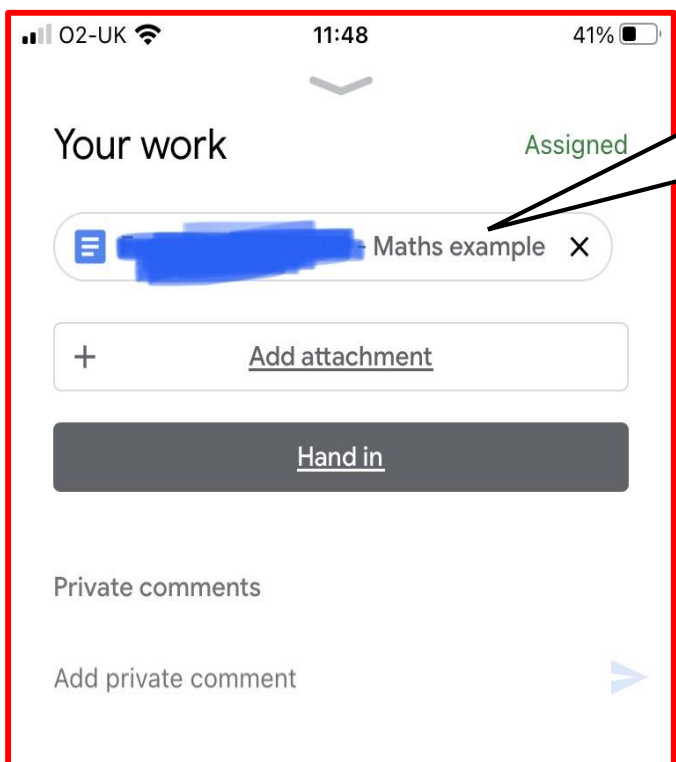 O2-UK 11:48 41%
Your work Assigned
- Maths example
+ Add attachment
Hand in
Private comments
Add private comment